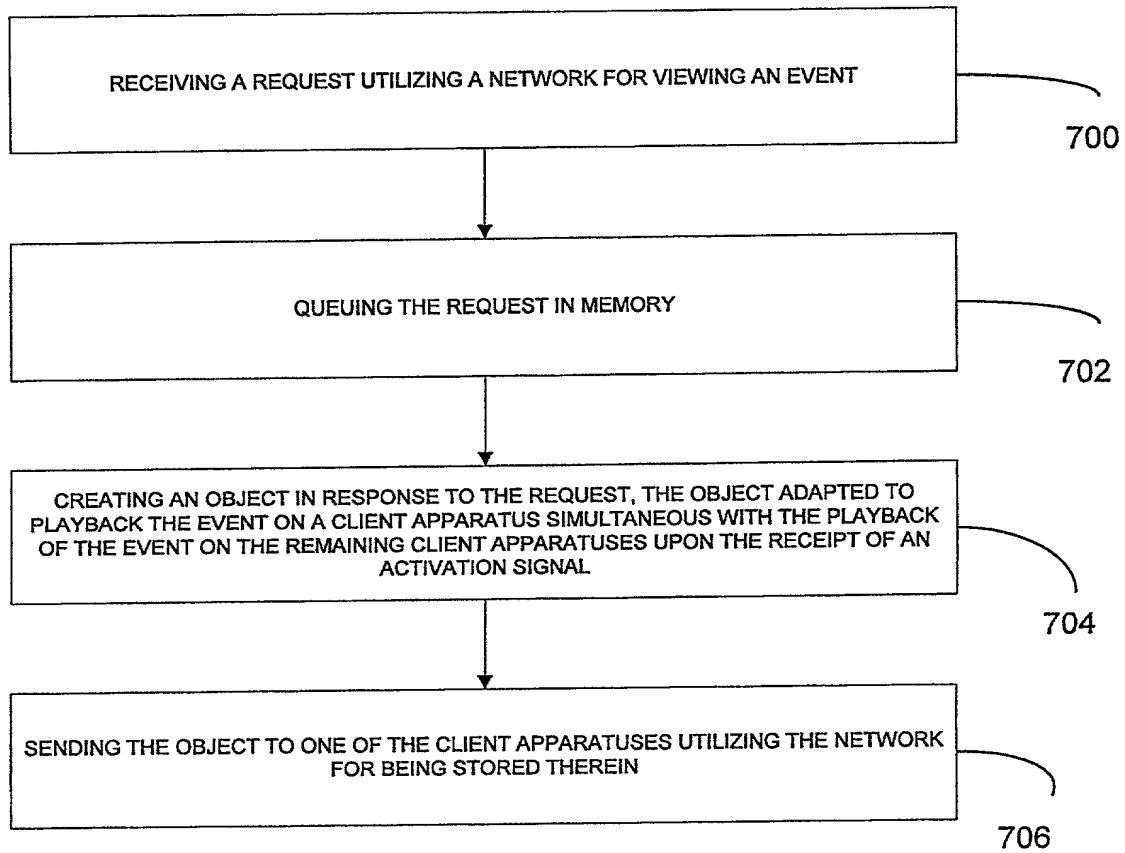 RECEIVING A REQUEST UTILIZING A NETWORK FOR VIEWING AN EVENT
700
QUEUING THE REQUEST IN MEMORY
702
CREATING AN OBJECT IN RESPONSE TO THE REQUEST, THE OBJECT ADAPTED TO
PLAYBACK THE EVENT ON A CLIENT APPARATUS SIMULTANEOUS WITH THE PLAYBACK
OF THE EVENT ON THE REMAINING CLIENT APPARATUSES UPON THE RECEIPT OF AN
ACTIVATION SIGNAL
704
SENDING THE OBJECT TO ONE OF THE CLIENT APPARATUSES UTILIZING THE NETWORK
FOR BEING STORED THEREIN
706